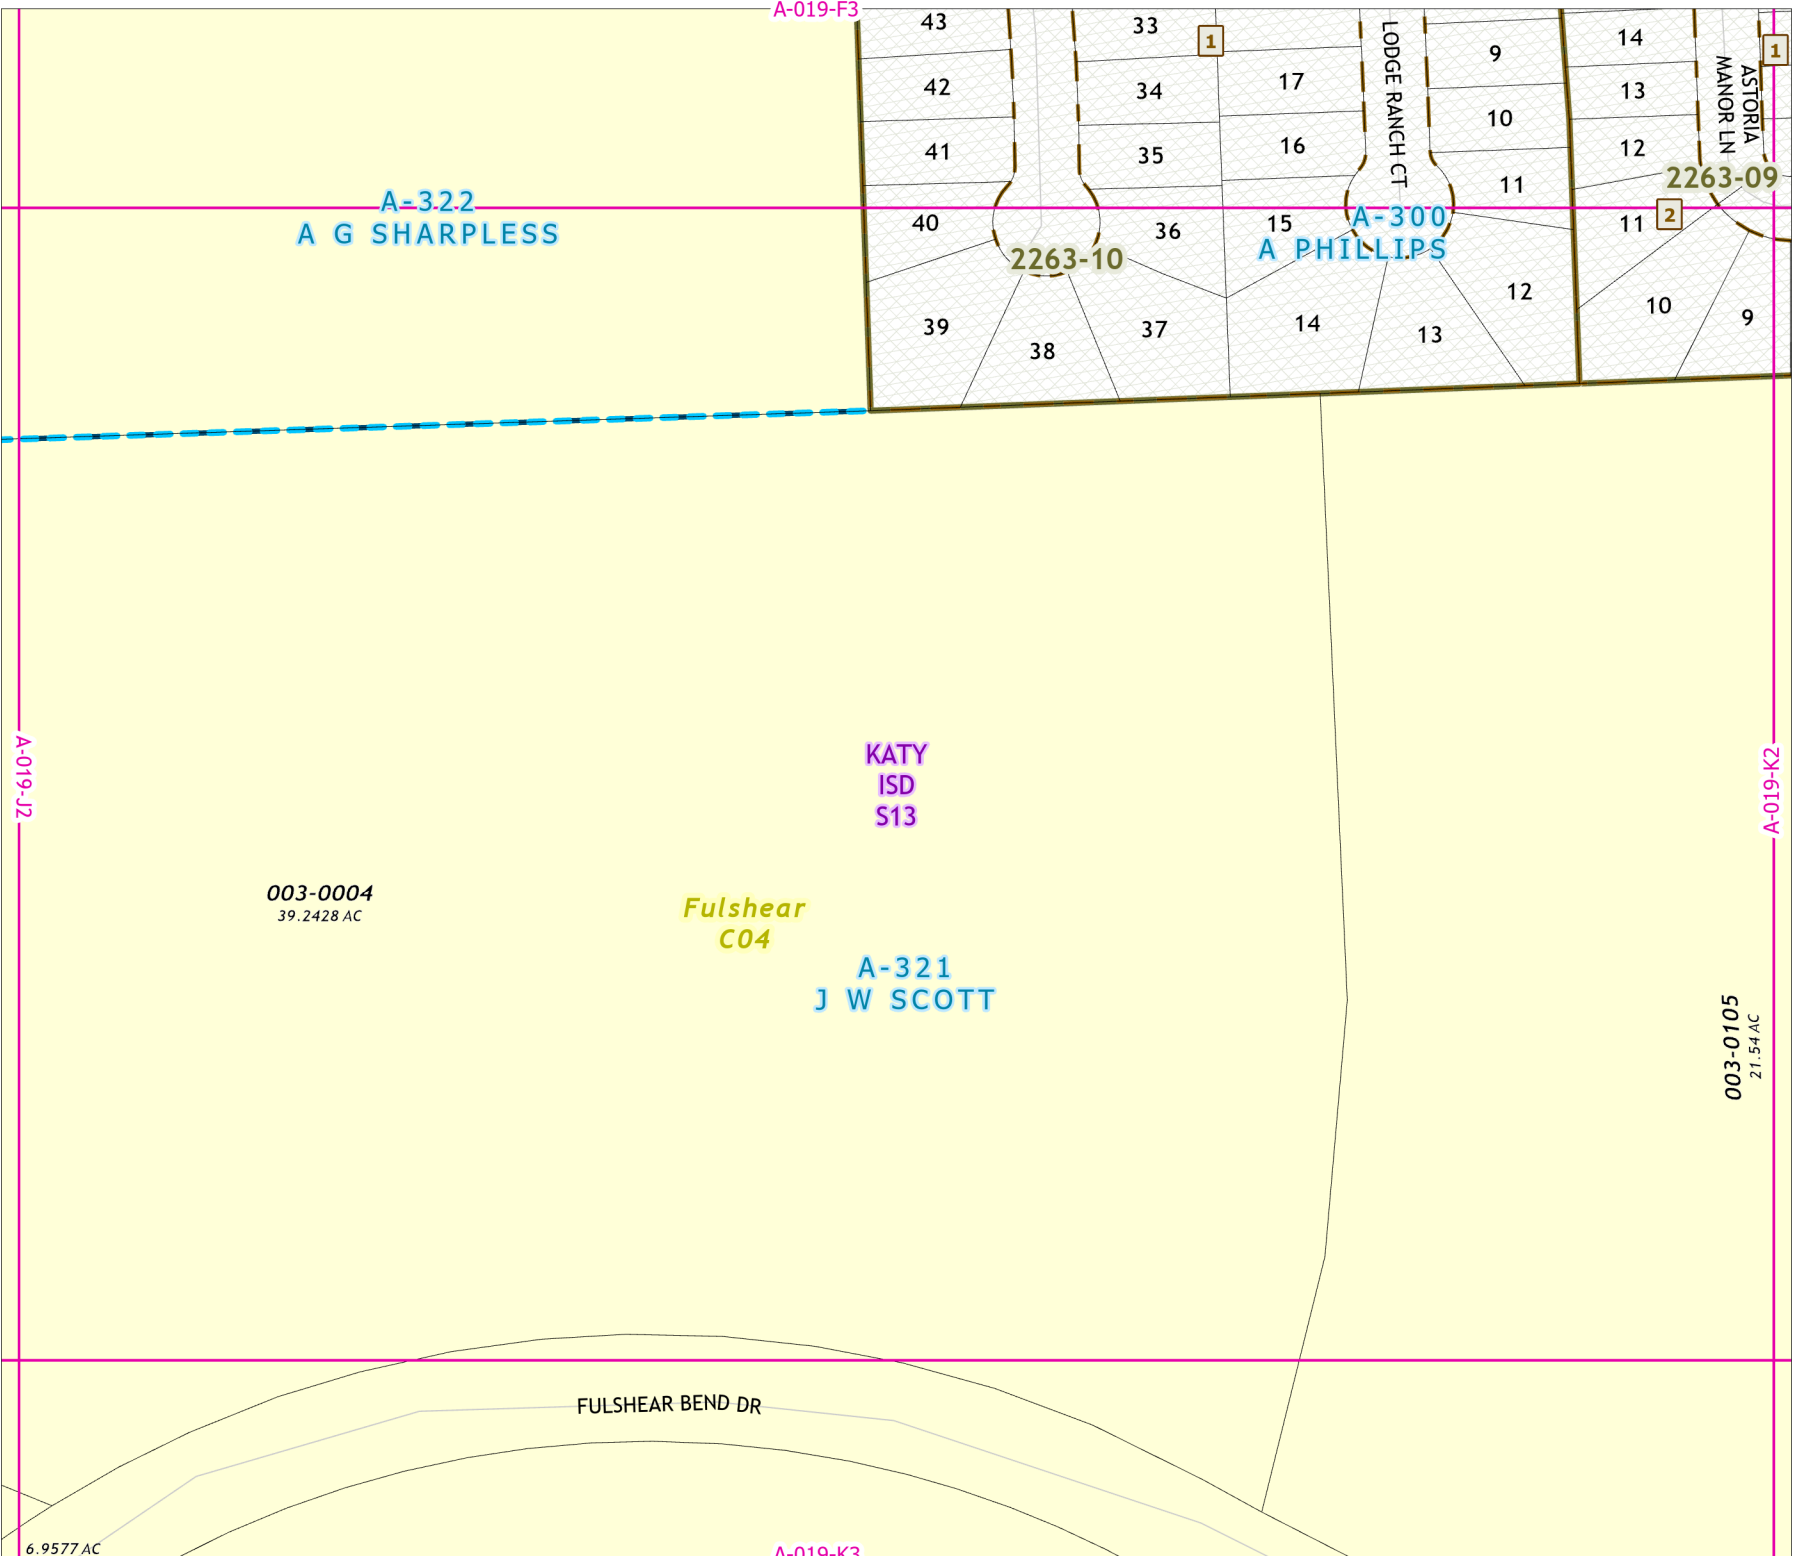 A-019-F3
43
33
1
LODGE RANCH CT
9
14
ASTORIA
MANOR LN
1
42
34
17
10
13
41
35
16
11
12
2263-09
A-322
A G SHARPLESS
40
36
15
A-300
A PHILLIPS
11
2
2263-10
39
38
37
14
13
12
10
9
A-019-J2
KATY
ISD
S13
A-019-K2
003-0004
39.2428 AC
Fulshear
C04
A-321
J W SCOTT
003-0105
21.54 AC
FULSHEAR BEND DR
6.9577 AC
A-019-K3